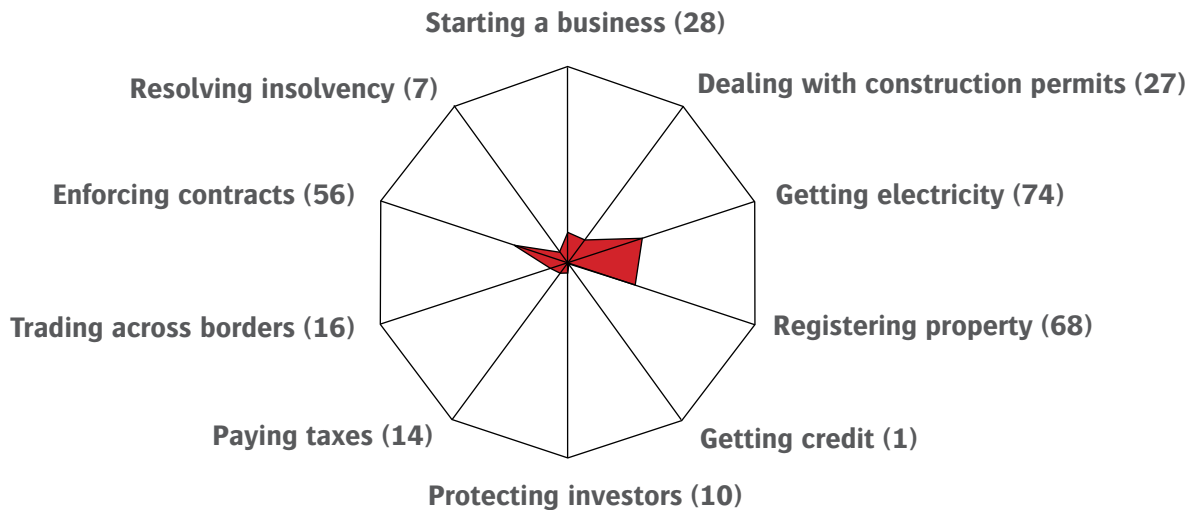 Starting a business (28)
Dealing with construction permits (27)
Getting electricity (74)
Registering property (68)
Getting credit (1)
Protecting investors (10)
Paying taxes (14)
Trading across borders (16)
Enforcing contracts (56)
Resolving insolvency (7)